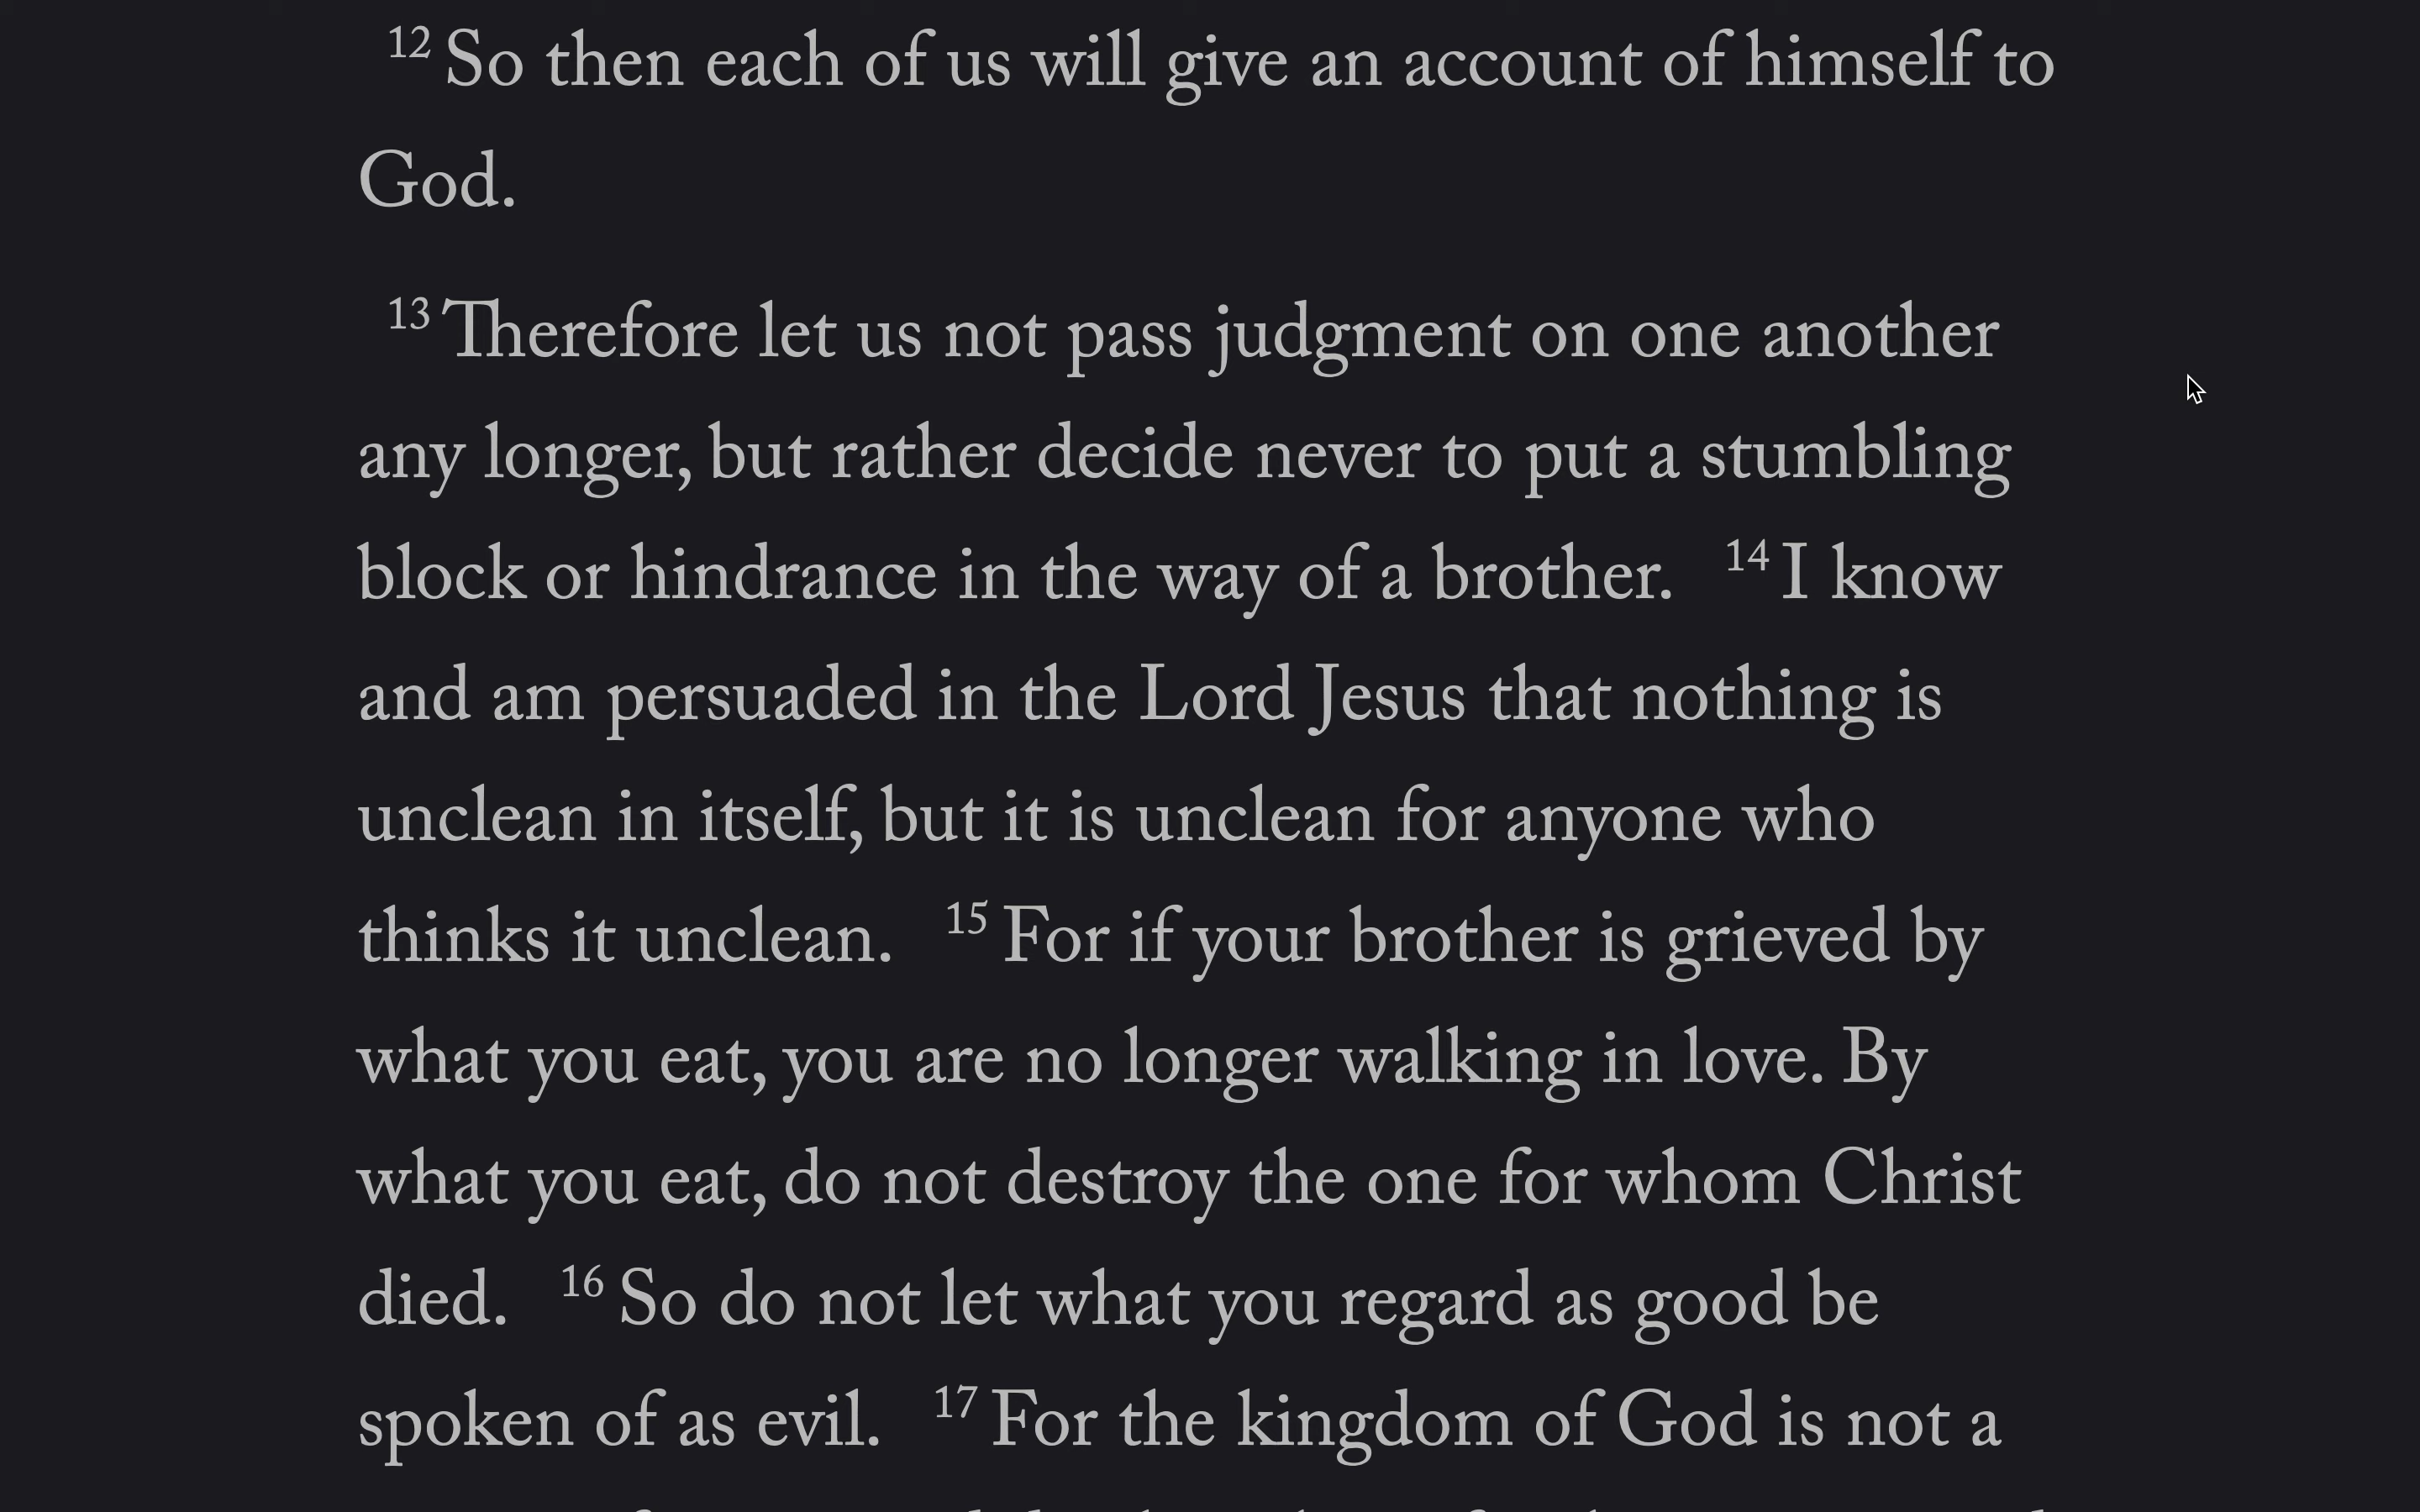 12 So then each of us will give an account of himself to
God.
13 Therefore let us not pass judgment on one another
any longer, but rather decide never to put a stumbling
block or hindrance in the way of a brother. 14 I know
and am persuaded in the Lord Jesus that nothing is
unclean in itself, but it is unclean for anyone who
thinks it unclean. 15 For if your brother is grieved by
what you eat, you are no longer walking in love. By
what you eat, do not destroy the one for whom Christ
died. 16 So do not let what you regard as good be
spoken of as evil. 17 For the kingdom of God is not a